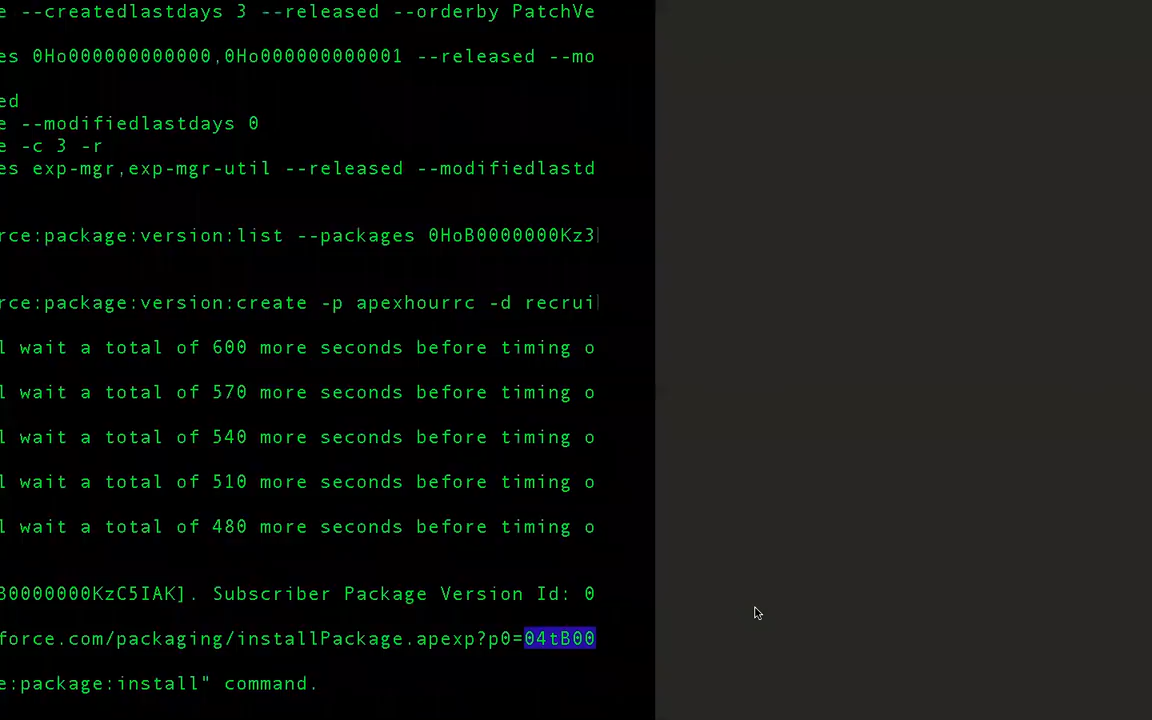 e --createdlastdays 3 --released --orderby PatchVe
es 0Ho000000000000,0Ho000000000001 --released --mo
ed
e --modifiedlastdays 0
e -c 3 -r
es exp-mgr,exp-mgr-util --released --modifiedlastd
rce:package:version:list --packages 0HoB0000000Kz3
rce:package:version:create -p apexhourrc -d recrui
l wait a total of 600 more seconds before timing o
l wait a total of 570 more seconds before timing o
l wait a total of 540 more seconds before timing o
l wait a total of 510 more seconds before timing o
l wait a total of 480 more seconds before timing o
B0000000KzC5IAK]. Subscriber Package Version Id: 0
force.com/packaging/installPackage.apexp?p0=04tB00
e:package:install" command.